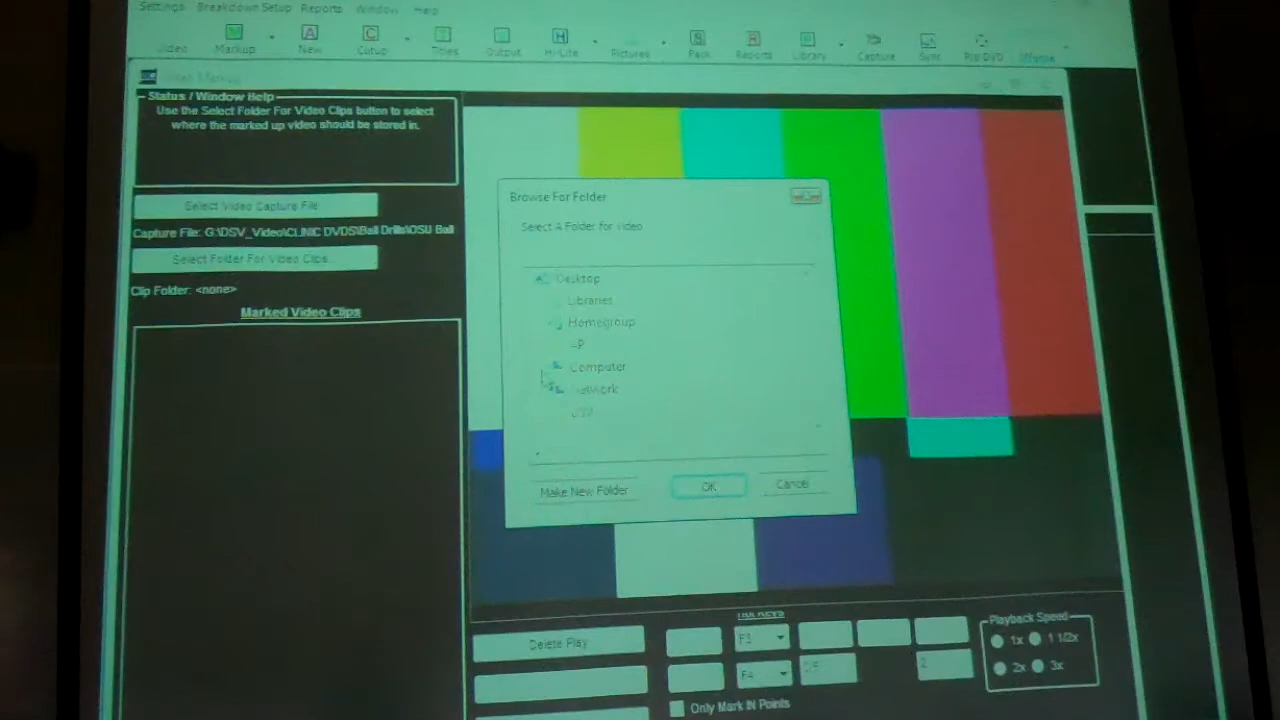 Settings Breakdown Setup Reports Window Help
Video Markup New Cutup Titles Output Hi-Lite Pictures Pack Reports Library Capture Sync Rip DVD
Video Markup
Status / Window Help
Use the Select Folder For Video Clips button to select
where the marked up video should be stored in.
Select Video Capture File
Capture File: G:\DSV_Video\CLINIC DVDS\Ball Drills\OSU Ball
Select Folder For Video Clips...
Clip Folder: <none>
Marked Video Clips
Browse For Folder
Select A Folder for Video
Desktop
Libraries
Homegroup
Computer
Network
Make New Folder OK Cancel
Delete Play
F3
F4
2
Only Mark IN Points
Playback Speed
1x 1 1/2x
2x 3x